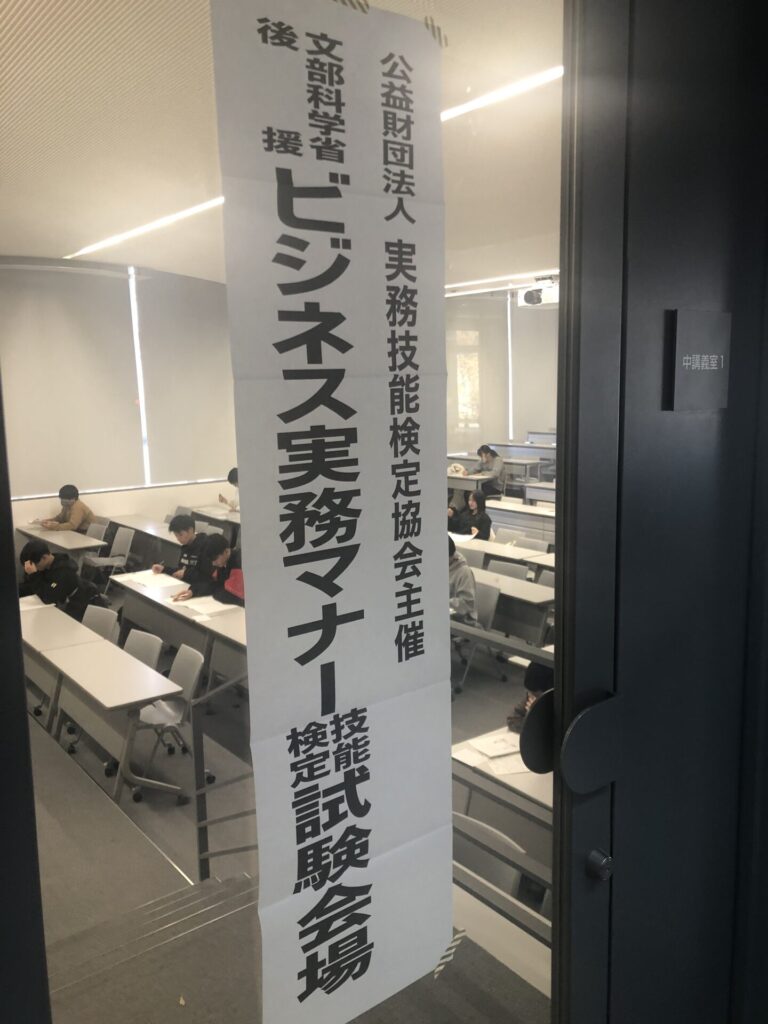 公益財団法人 実務技能検定協会主催
文部科学省
後援
ビジネス実務マナー
技能
検定
試験会場
中講義室1